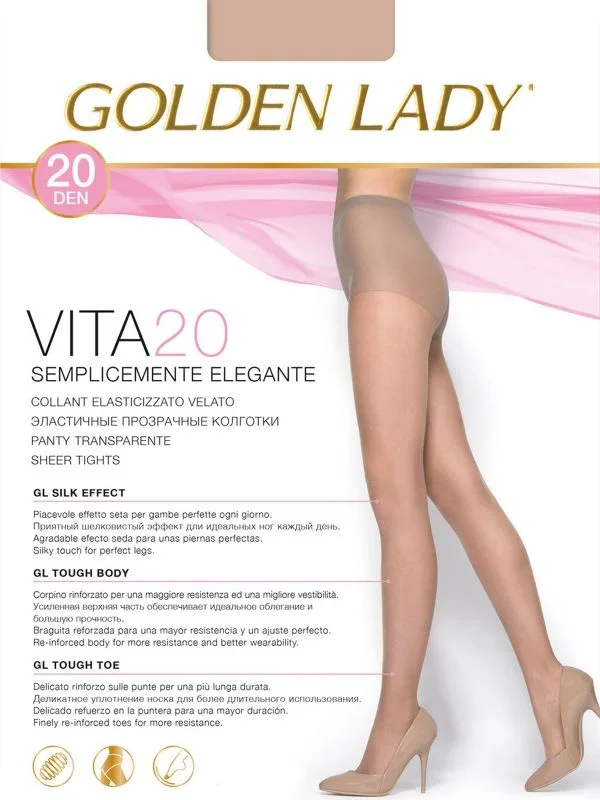 GOLDEN LADY
20
DEN
VITA20
SEMPLICEMENTE ELEGANTE
COLLANT ELASTICIZZATO VELATO
ЭЛАСТИЧНЫЕ ПРОЗРАЧНЫЕ КОЛГОТКИ
PANTY TRANSPARENTE
SHEER TIGHTS
GL SILK EFFECT
Piacevole effetto seta per gambe perfette ogni giorno.
Приятный шелковистый эффект для идеальных ног каждый день.
Agradable efecto seda para unas piernas perfectas.
Silky touch for perfect legs.
GL TOUGH BODY
Corpino rinforzato per una maggiore resistenza ed una migliore vestibilità.
Усиленная верхняя часть обеспечивает идеальное облегание и
большую прочность.
Braguita reforzada para una mayor resistencia y un ajuste perfecto.
Re-inforced body for more resistance and better wearability.
GL TOUGH TOE
Delicato rinforzo sulle punte per una più lunga durata.
Деликатное уплотнение носка для более длительного использования.
Delicado refuerzo en la puntera para una mayor duración.
Finely re-inforced toes for more resistance.